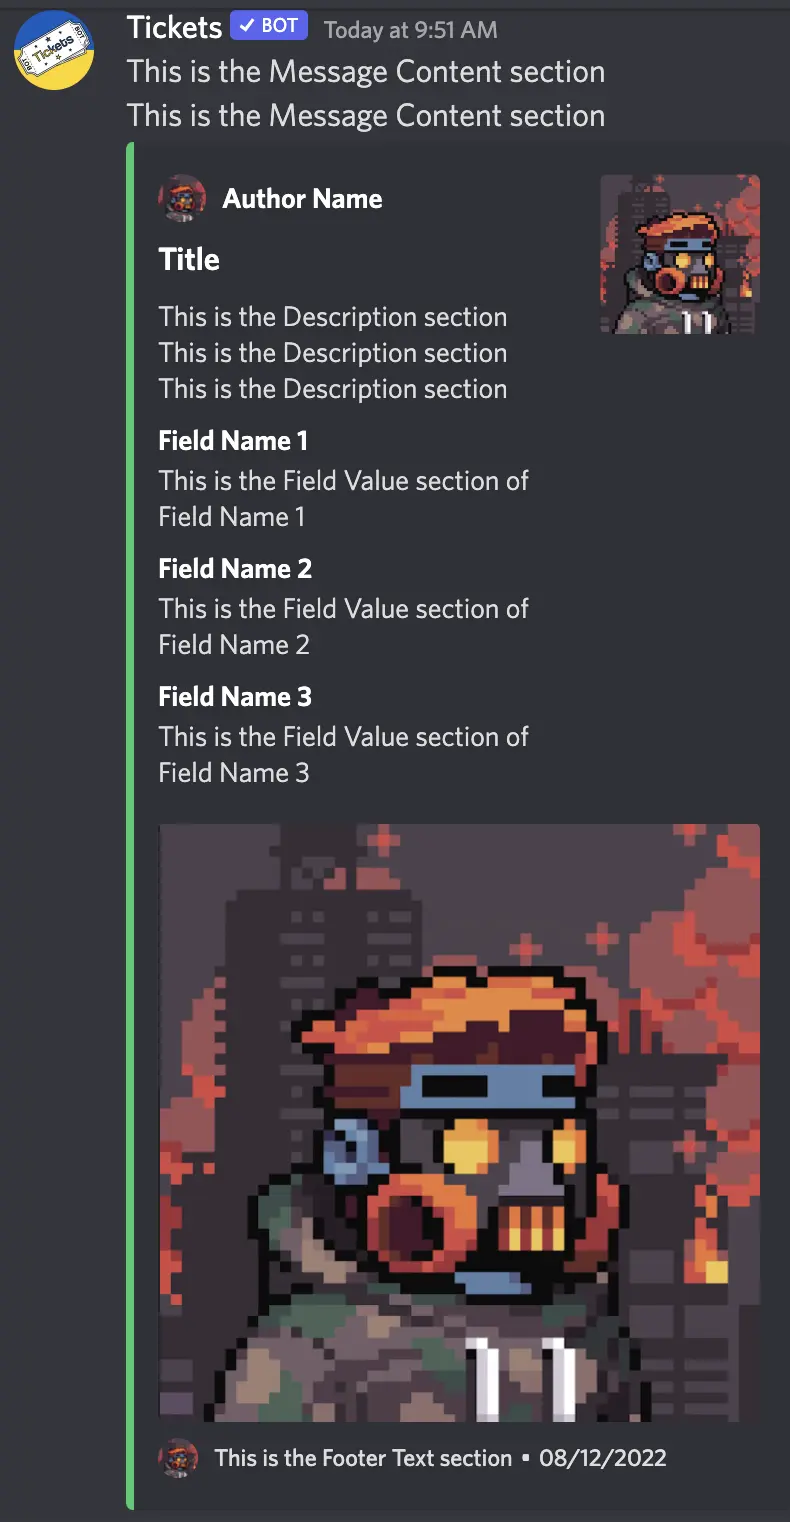 Tickets ✓ BOT Today at 9:51 AM
This is the Message Content section
This is the Message Content section
Author Name
Title
This is the Description section
This is the Description section
This is the Description section
Field Name 1
This is the Field Value section of
Field Name 1
Field Name 2
This is the Field Value section of
Field Name 2
Field Name 3
This is the Field Value section of
Field Name 3
This is the Footer Text section • 08/12/2022
Tickets
BOT
BOT